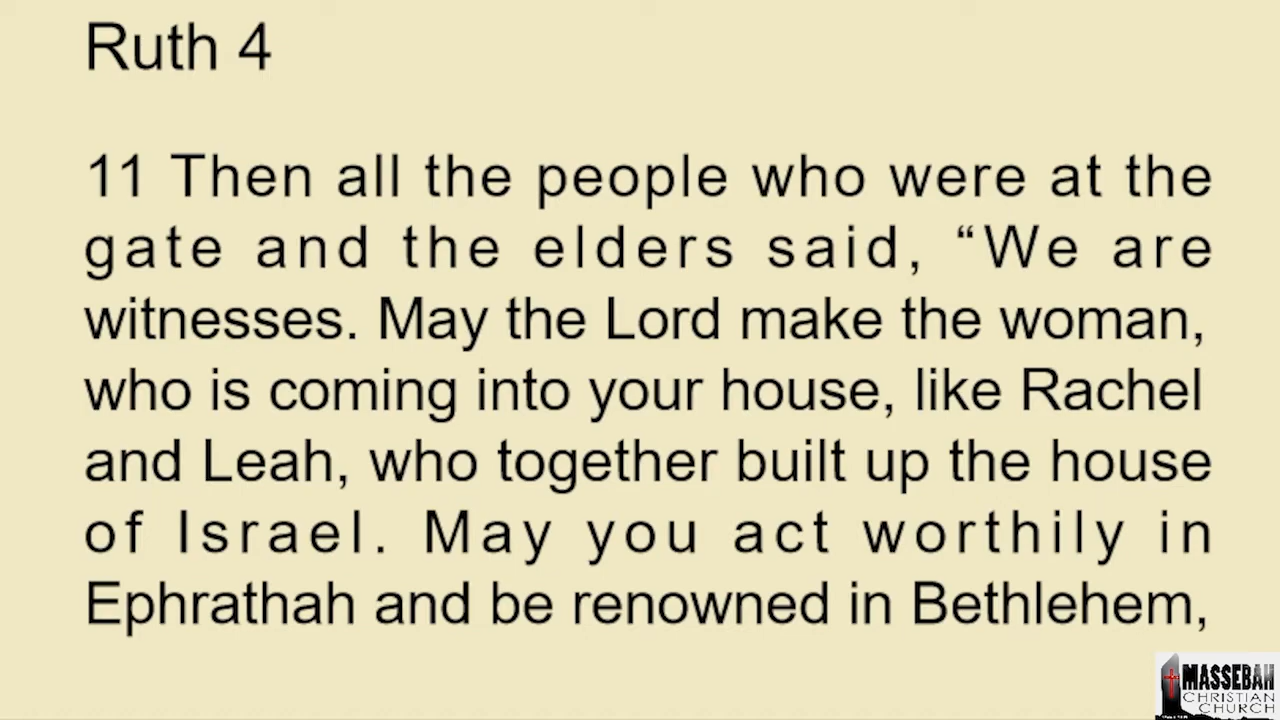 Ruth 4
11 Then all the people who were at the
gate and the elders said, “We are
witnesses. May the Lord make the woman,
who is coming into your house, like Rachel
and Leah, who together built up the house
of Israel. May you act worthily in
Ephrathah and be renowned in Bethlehem,
MASSEBAH
CHRISTIAN
CHURCH